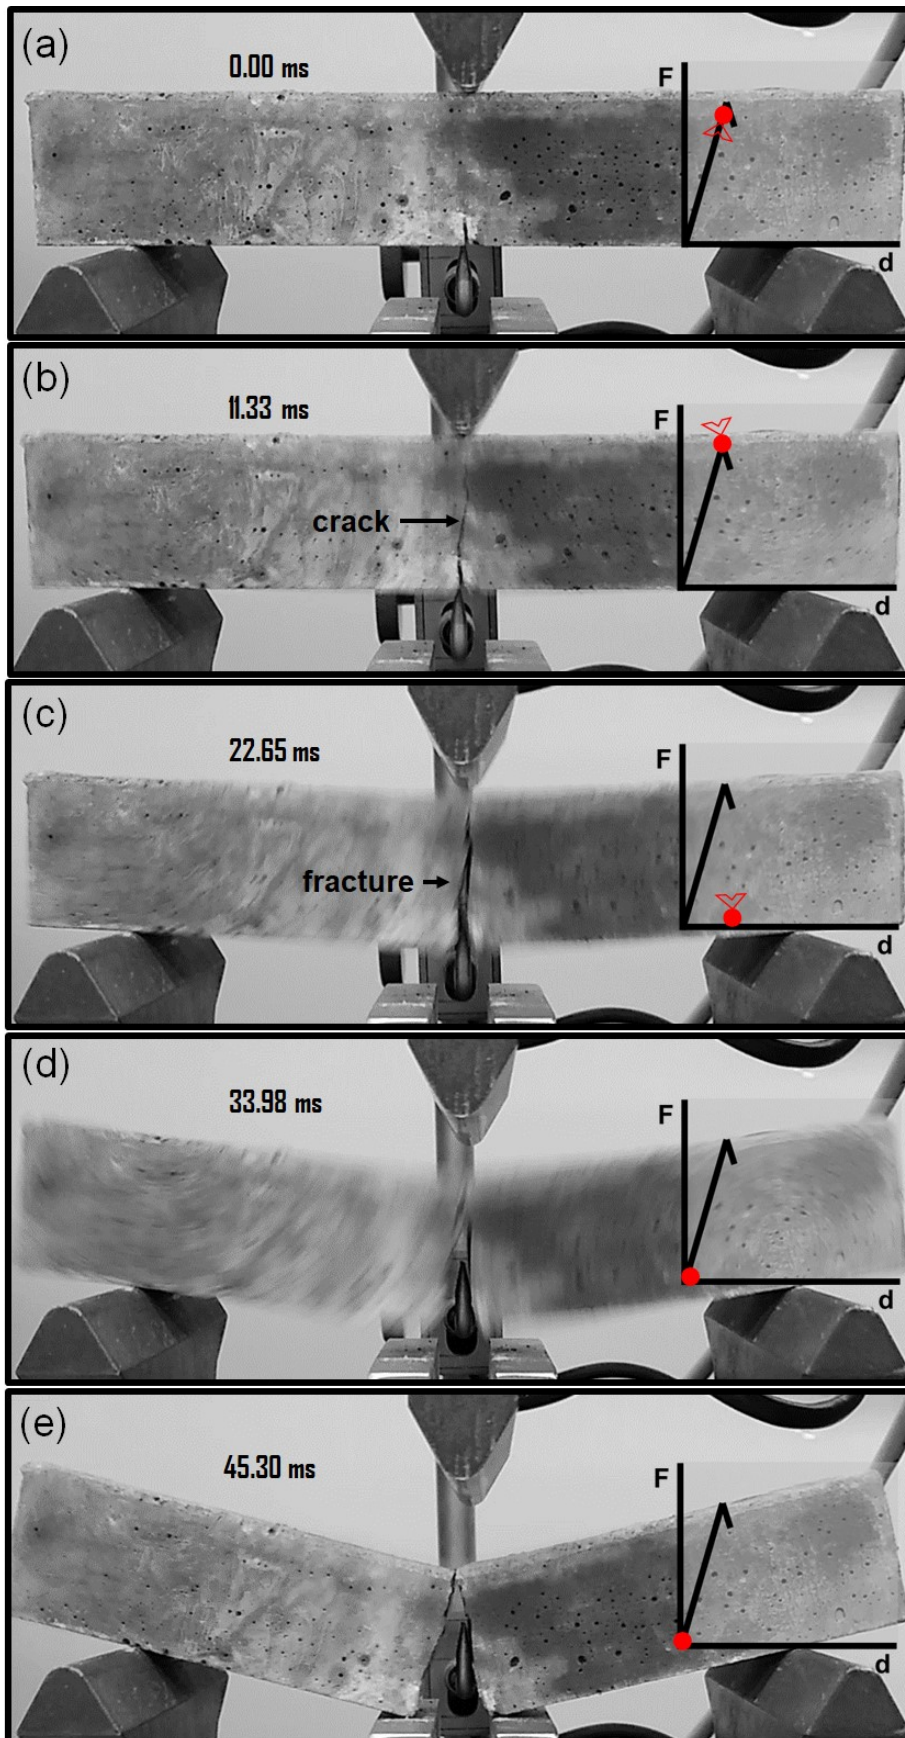 (a)
0.00 ms
F
d
(b)
11.33 ms
F
crack
d
(c)
22.65 ms
F
fracture
d
(d)
33.98 ms
F
d
(e)
45.30 ms
F
d